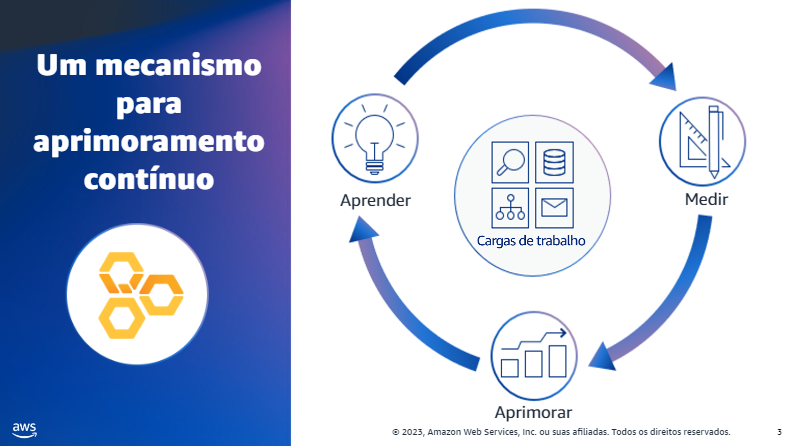 Um mecanismo
para
aprimoramento
contínuo
Aprender
Medir
Cargas de trabalho
Aprimorar
aws
© 2023, Amazon Web Services, Inc. ou suas afiliadas. Todos os direitos reservados.
3